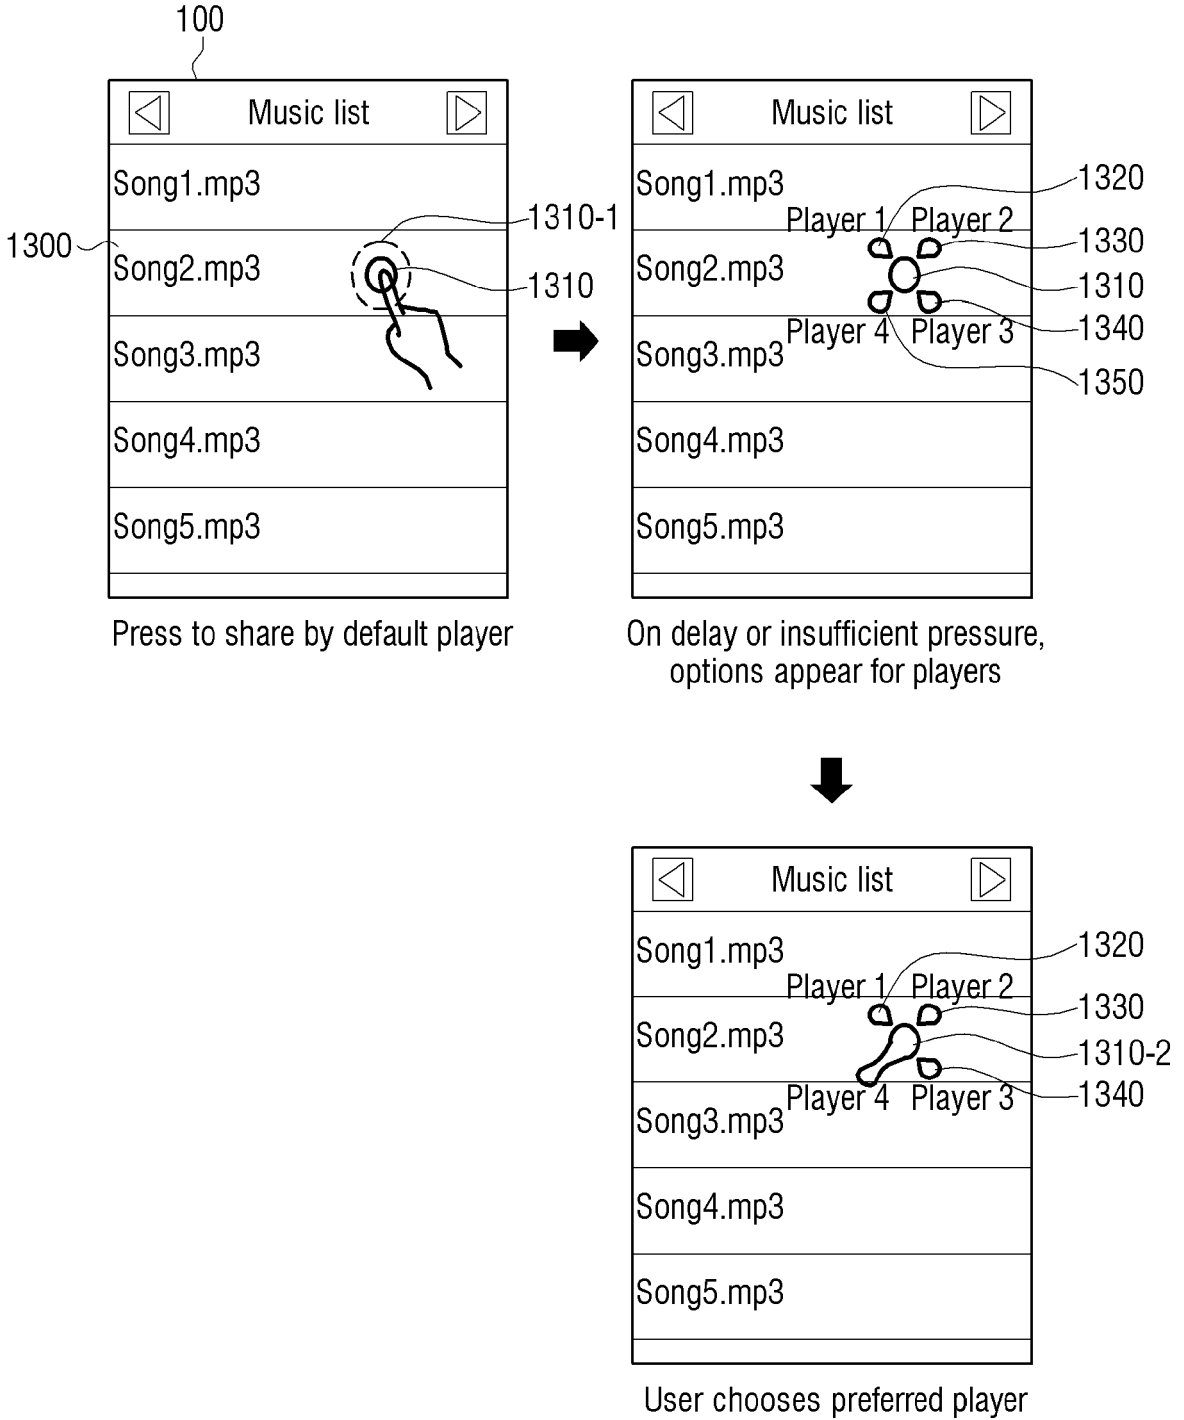 100
Music list
Song1.mp3
1310-1
1300
Song2.mp3
1310
Song3.mp3
Song4.mp3
Song5.mp3
Press to share by default player
Music list
Song1.mp3
1320
Player 1 Player 2
1330
Song2.mp3
1310
1340
Player 4 Player 3
Song3.mp3
1350
Song4.mp3
Song5.mp3
On delay or insufficient pressure,
options appear for players
Music list
Song1.mp3
1320
Player 1 Player 2
1330
Song2.mp3
1310-2
1340
Player 4 Player 3
Song3.mp3
Song4.mp3
Song5.mp3
User chooses preferred player